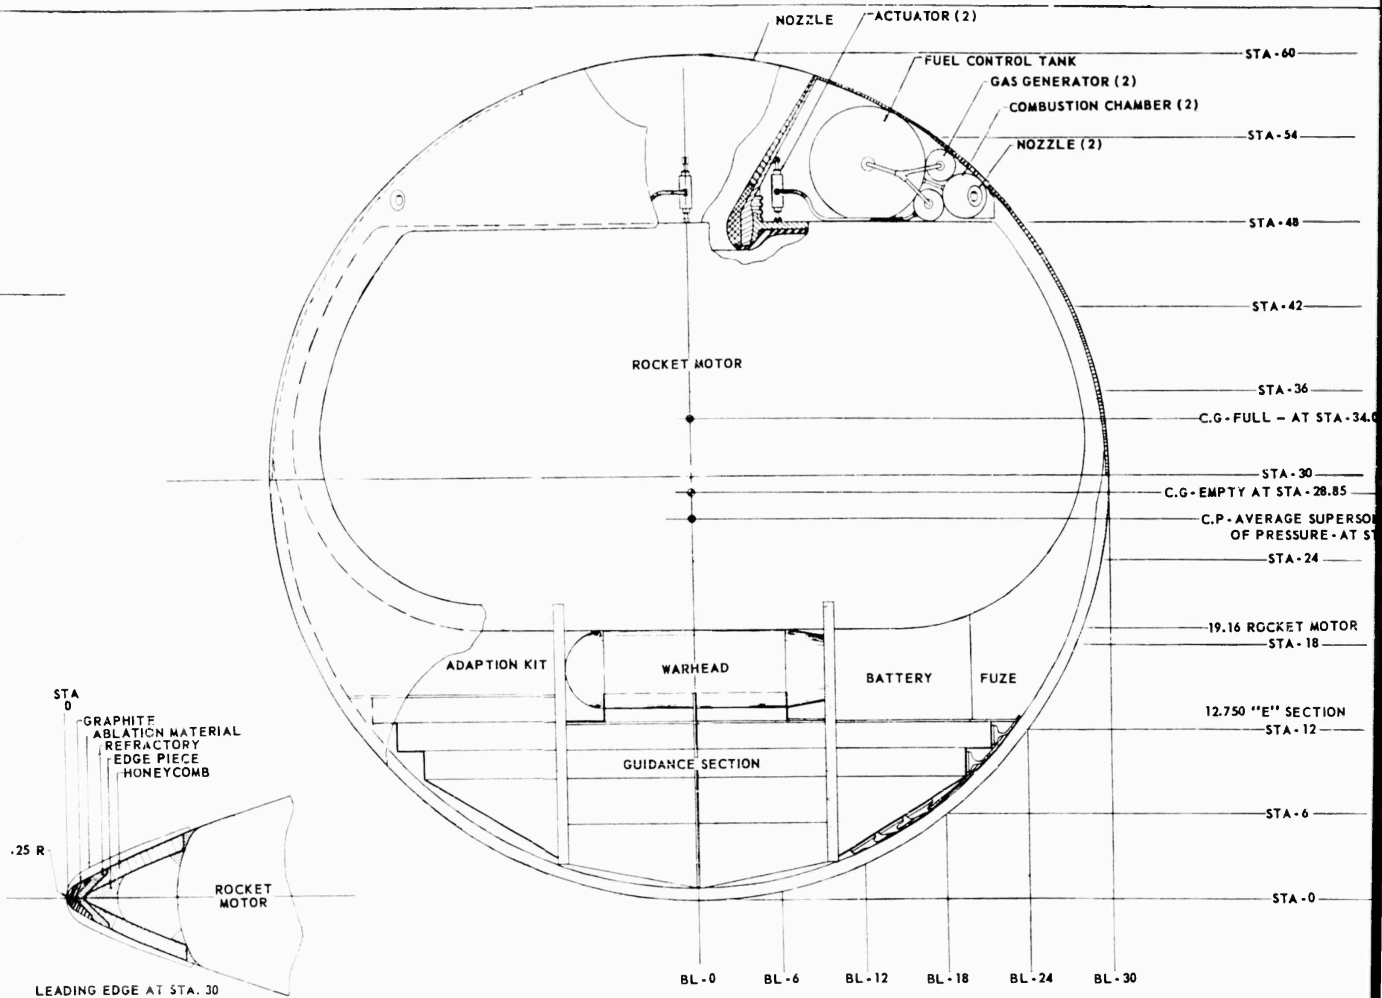 NOZZLE
ACTUATOR (2)
STA-60
FUEL CONTROL TANK
GAS GENERATOR (2)
COMBUSTION CHAMBER (2)
STA-54
NOZZLE (2)
STA-48
STA-42
ROCKET MOTOR
STA-36
C.G-FULL - AT STA-34.0
STA-30
C.G-EMPTY AT STA-28.85
C.P-AVERAGE
OF PRESSURE-AT
STA-24
19.16 ROCKET MOTOR
STA-18
ADAPTION KIT
WARHEAD
BATTERY
FUZE
STA
0
GRAPHITE
ABLATION MATERIAL
REFRACTORY
EDGE PIECE
HONEYCOMB
12.750 "E" SECTION
STA-12
GUIDANCE SECTION
STA-6
.25 R
ROCKET
MOTOR
STA-0
BL-0
BL-6
BL-12
BL-18
BL-24
BL-30
LEADING EDGE AT STA. 30